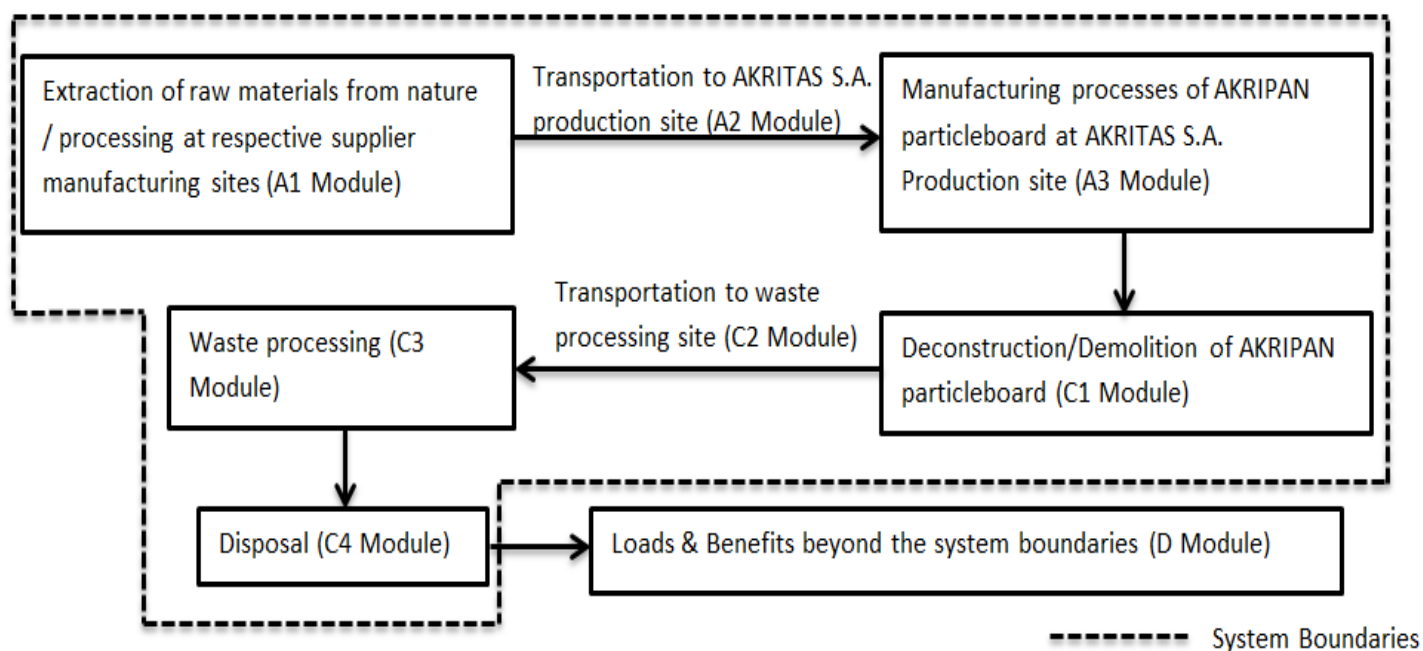 Extraction of raw materials from nature
/ processing at respective supplier
manufacturing sites (A1 Module)
Transportation to AKRITAS S.A.
production site (A2 Module)
Manufacturing processes of AKRIPAN
particleboard at AKRITAS S.A.
Production site (A3 Module)
Waste processing (C3
Module)
Transportation to waste
processing site (C2 Module)
Deconstruction/Demolition of AKRIPAN
particleboard (C1 Module)
Disposal (C4 Module)
Loads & Benefits beyond the system boundaries (D Module)
System Boundaries